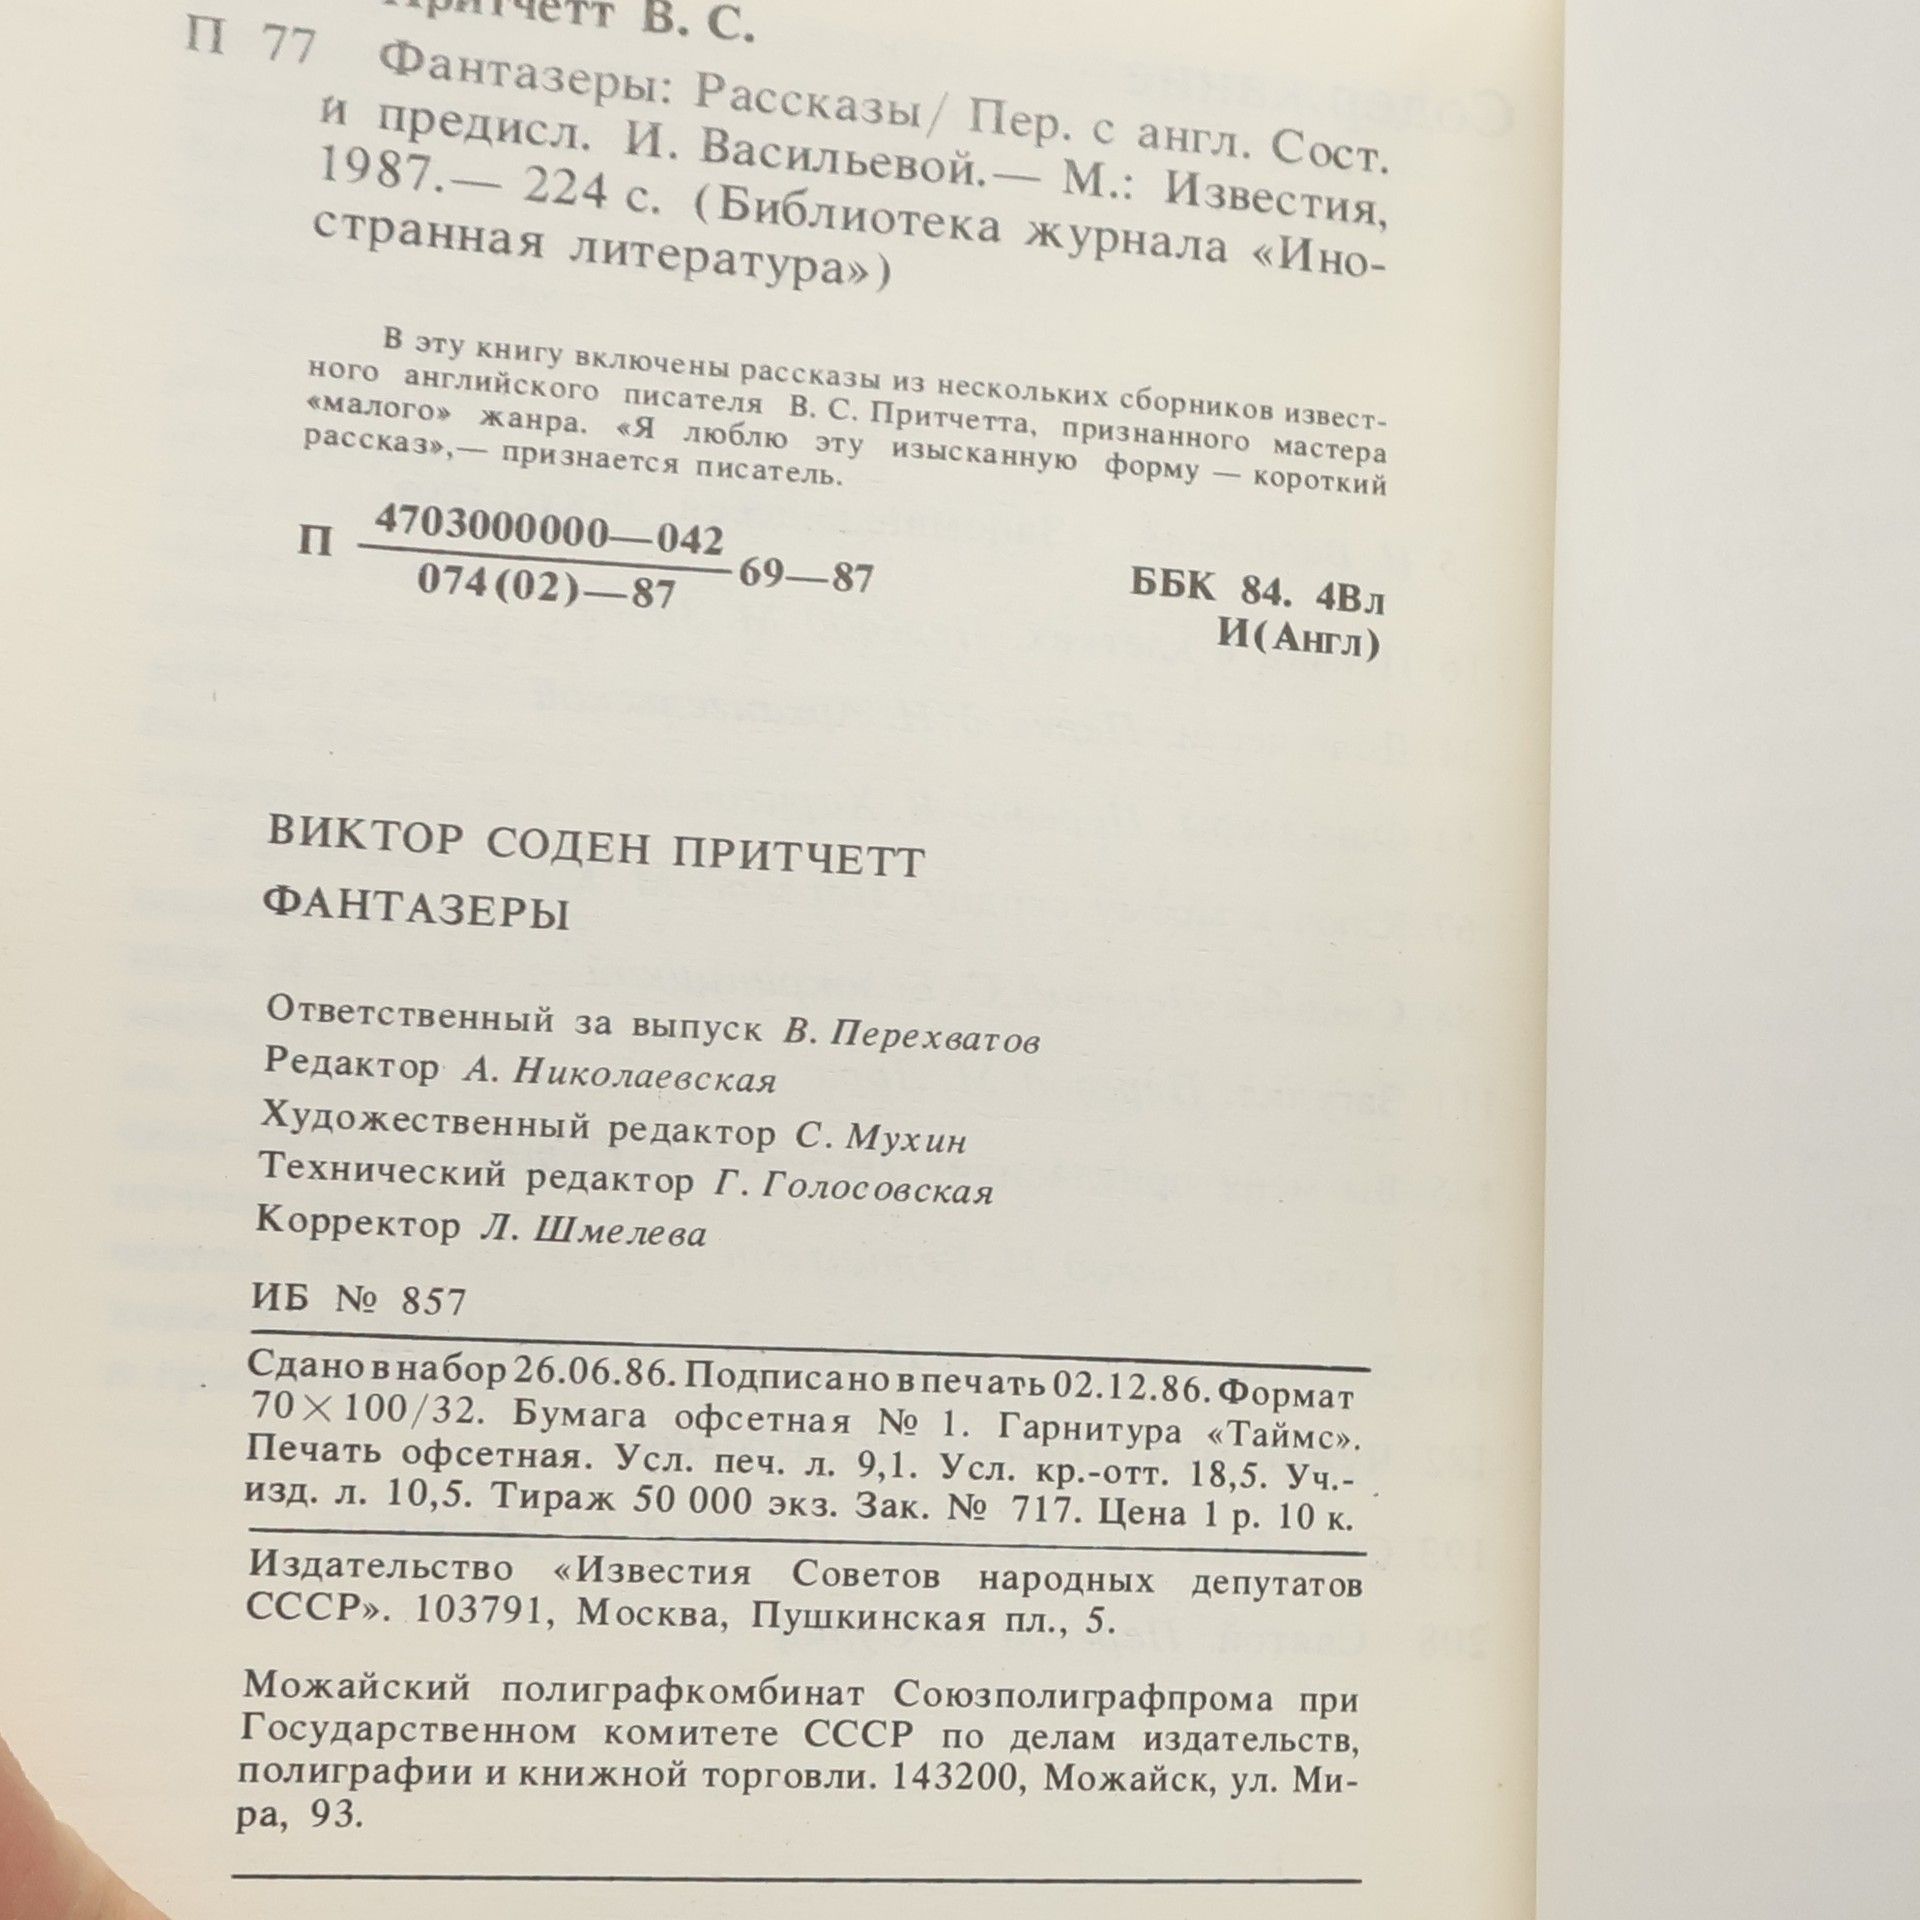 Притчетт В. С.
П 77 Фантазеры: Рассказы/ Пер. с англ. Сост.
и предисл. И. Васильевой.— М.: Известия,
1987.— 224 с. (Библиотека журнала «Ино-
странная литература»)
В эту книгу включены рассказы из нескольких сборников извест-
ного английского писателя В. С. Притчетта, признанного мастера
«малого» жанра. «Я люблю эту изысканную форму — короткий
рассказ»,— признается писатель.
П 4703000000—042
074(02)—87 69—87
ББК 84. 4Вл
И(Англ)
ВИКТОР СОДЕН ПРИТЧЕТТ
ФАНТАЗЕРЫ
Ответственный за выпуск В. Перехватов
Редактор А. Николаевская
Художественный редактор С. Мухин
Технический редактор Г. Голосовская
Корректор Л. Шмелева
ИБ № 857
Сдано в набор 26.06.86. Подписано в печать 02.12.86. Формат
70×100/32. Бумага офсетная № 1. Гарнитура «Таймс».
Печать офсетная. Усл. печ. л. 9,1. Усл. кр.-отт. 18,5. Уч.-
изд. л. 10,5. Тираж 50 000 экз. Зак. № 717. Цена 1 р. 10 к.
Издательство «Известия Советов народных депутатов
СССР». 103791, Москва, Пушкинская пл., 5.
Можайский полиграфкомбинат Союзполиграфпрома при
Государственном комитете СССР по делам издательств,
полиграфии и книжной торговли. 143200, Можайск, ул. Ми-
ра, 93.